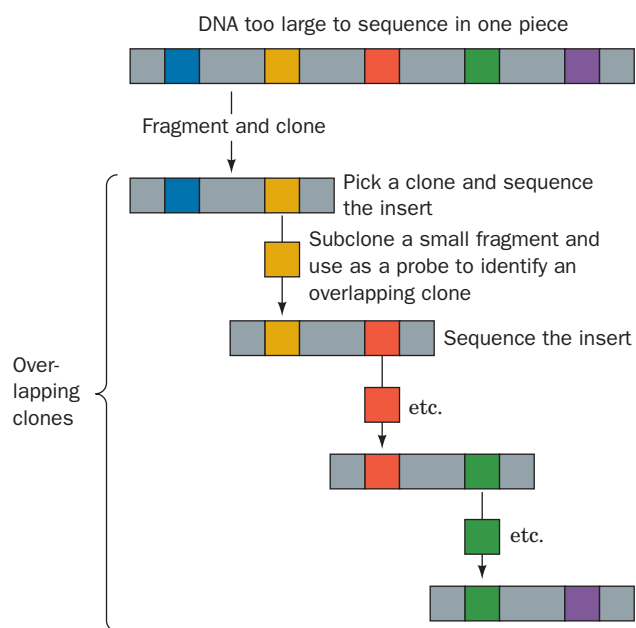 DNA too large to sequence in one piece
Fragment and clone
Pick a clone and sequence
the insert
Subclone a small fragment and
use as a probe to identify an
overlapping clone
Sequence the insert
Over-
lapping
clones
etc.
etc.